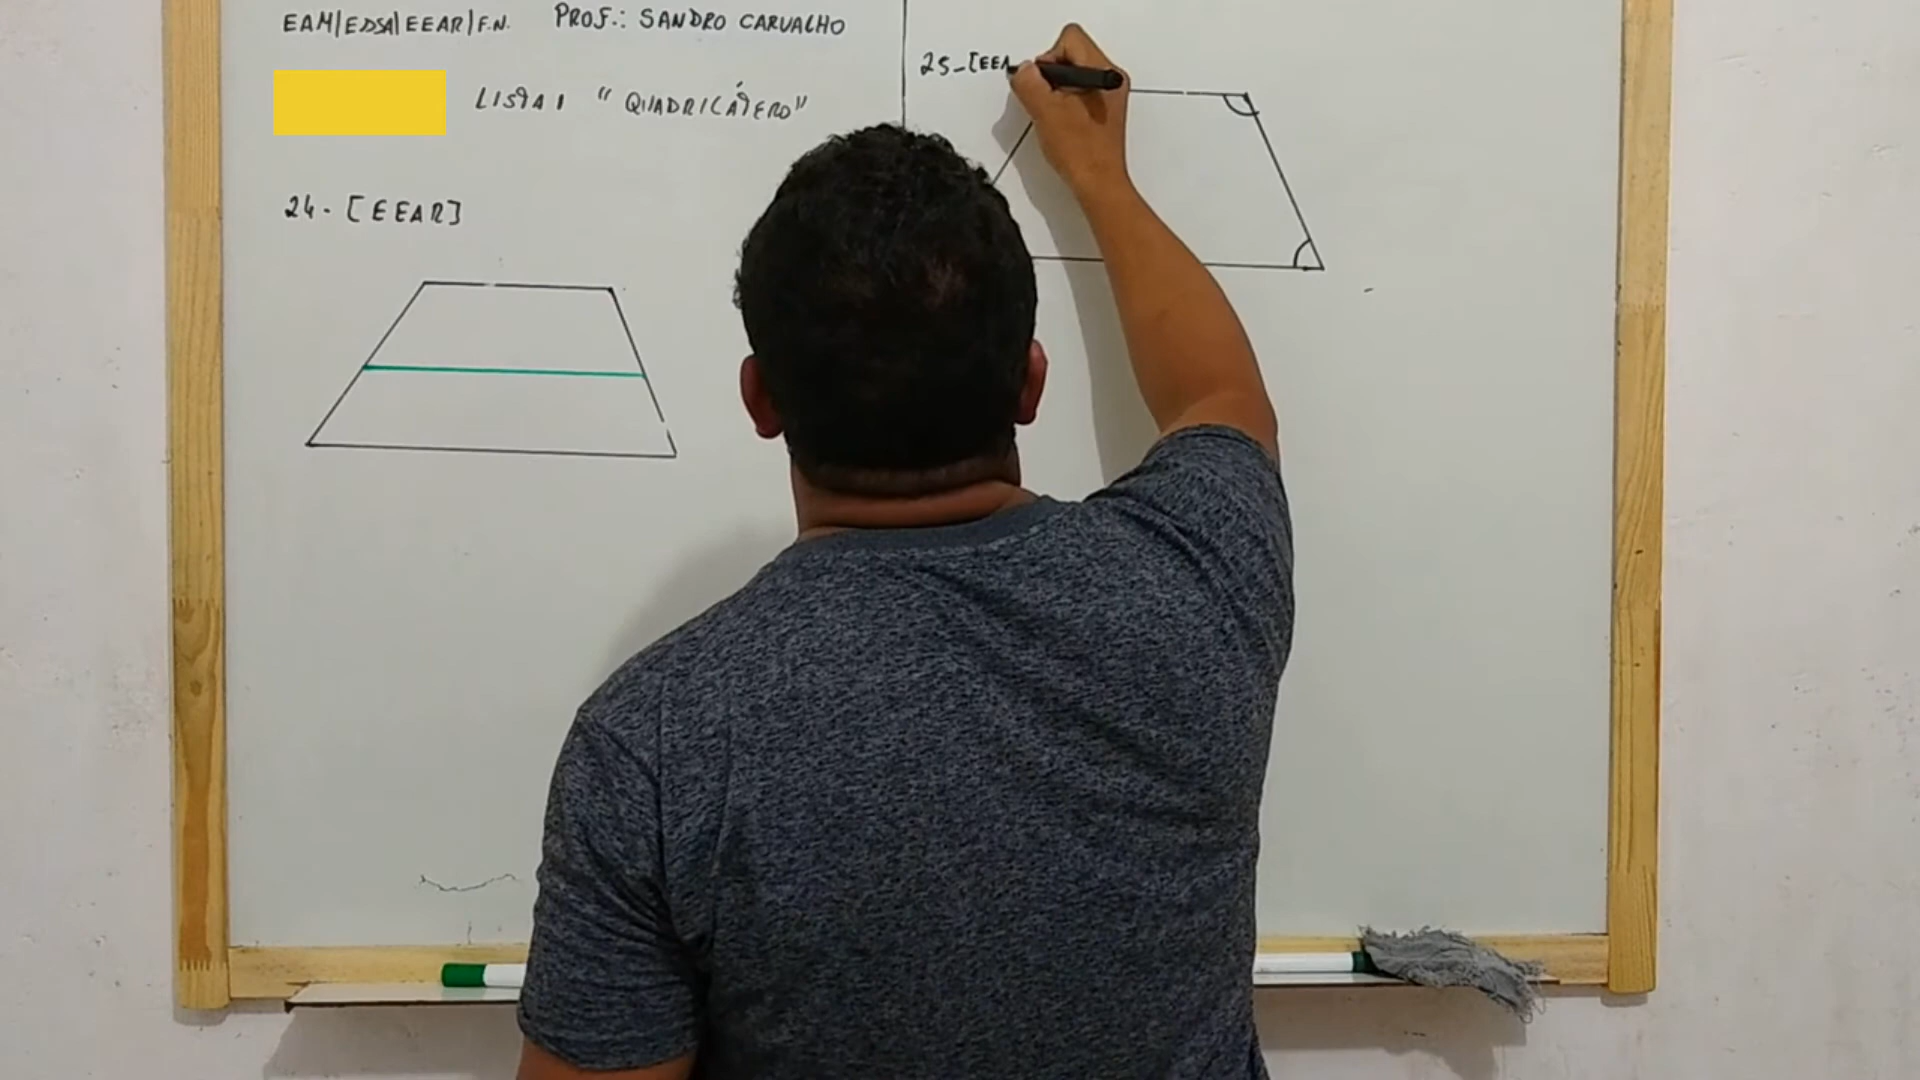 EAM/EDSA/EEAR/F.N. PROF.: SANDRO CARVALHO
LISTA 1 "QUADRILÁTERO"
24- [EEAR]
25-[EEA